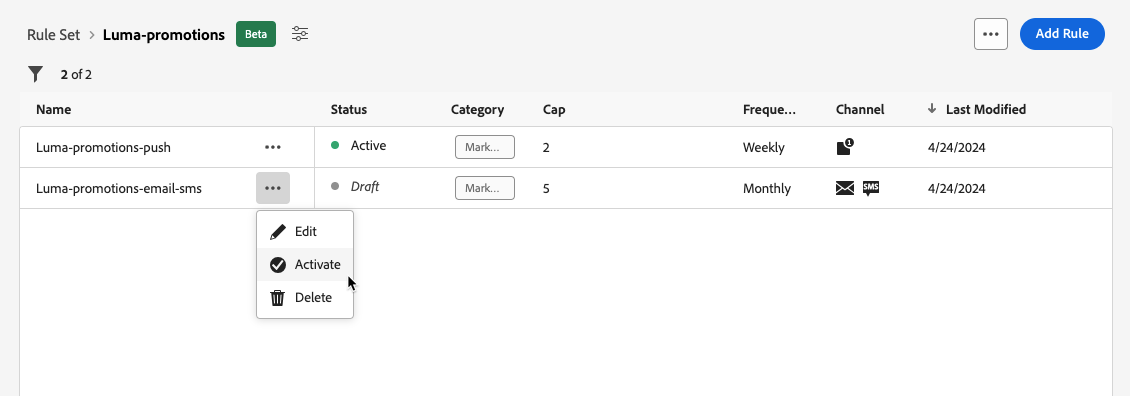 Rule Set > Luma-promotions Beta
Add Rule
2 of 2
Name Status Category Cap Freque... Channel Last Modified
Luma-promotions-push Active Mark... 2 Weekly 1 4/24/2024
Luma-promotions-email-sms Draft Mark... 5 Monthly SMS 4/24/2024
Edit
Activate
Delete